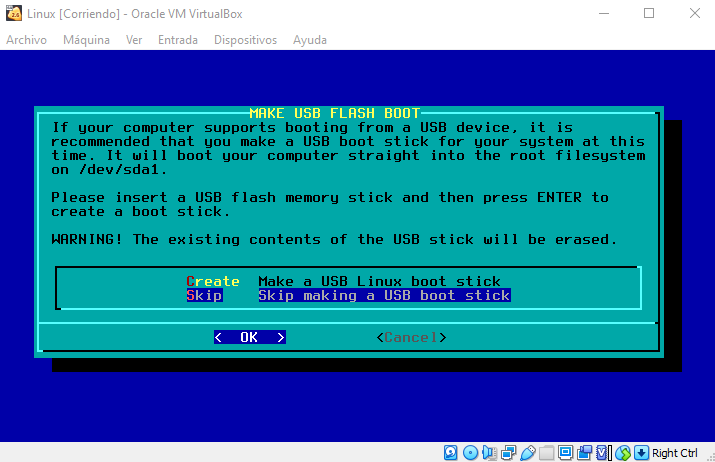 Linux [Corriendo] - Oracle VM VirtualBox
Archivo Máquina Ver Entrada Dispositivos Ayuda
MAKE USB FLASH BOOT
If your computer supports booting from a USB device, it is
recommended that you make a USB boot stick for your system at this
time. It will boot your computer straight into the root filesystem
on /dev/sda1.
Please insert a USB flash memory stick and then press ENTER to
create a boot stick.
WARNING! The existing contents of the USB stick will be erased.
Create Make a USB Linux boot stick
Skip Skip making a USB boot stick
< OK > <Cancel>
Right Ctrl